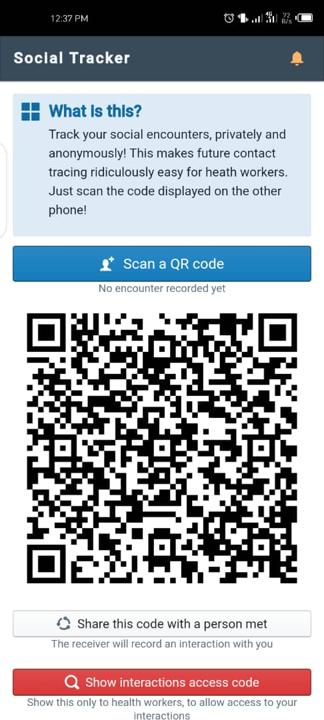 12:37 PM
4G
72
B/s
Social Tracker
What is this?
Track your social encounters, privately and
anonymously! This makes future contact
tracing ridiculously easy for heath workers.
Just scan the code displayed on the other
phone!
Scan a QR code
No encounter recorded yet
Share this code with a person met
The receiver will record an interaction with you
Show interactions access code
Show this only to health workers, to allow access to your
interactions